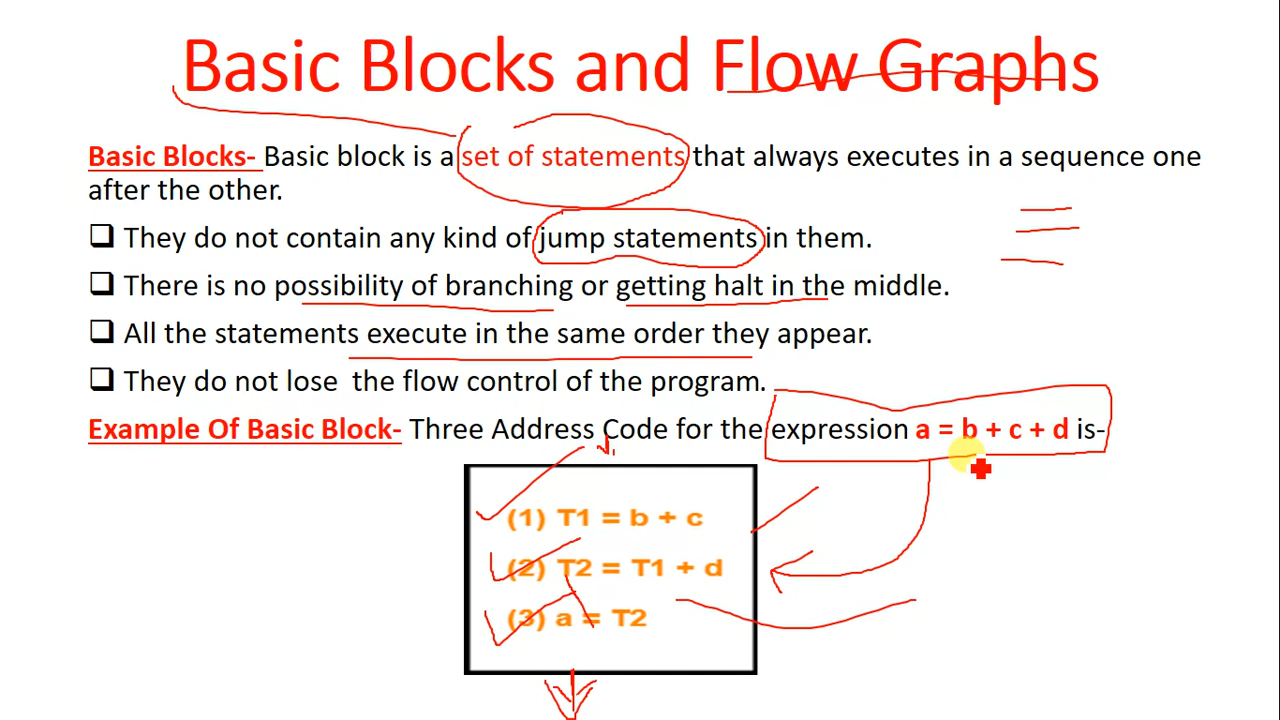 Basic Blocks and Flow Graphs
Basic Blocks- Basic block is a set of statements that always executes in a sequence one
after the other.
❑ They do not contain any kind of jump statements in them.
❑ There is no possibility of branching or getting halt in the middle.
❑ All the statements execute in the same order they appear.
❑ They do not lose the flow control of the program.
Example Of Basic Block- Three Address Code for the expression a = b + c + d is-
(1) T1 = b + c
(2) T2 = T1 + d
(3) a = T2